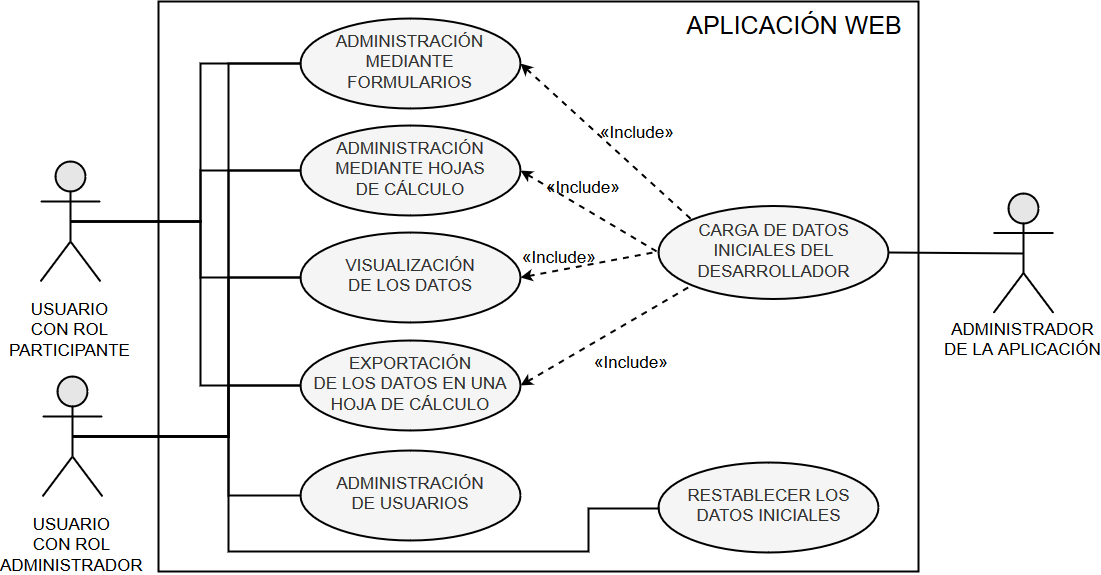 APLICACIÓN WEB
ADMINISTRACIÓN
MEDIANTE
FORMULARIOS
«Include»
ADMINISTRACIÓN
MEDIANTE HOJAS
DE CÁLCULO
«Include»
CARGA DE DATOS
INICIALES DEL
DESARROLLADOR
VISUALIZACIÓN
DE LOS DATOS
«Include»
USUARIO
CON ROL
PARTICIPANTE
ADMINISTRADOR
DE LA APLICACIÓN
EXPORTACIÓN
DE LOS DATOS EN UNA
HOJA DE CÁLCULO
«Include»
ADMINISTRACIÓN
DE USUARIOS
RESTABLECER LOS
DATOS INICIALES
USUARIO
CON ROL
ADMINISTRADOR